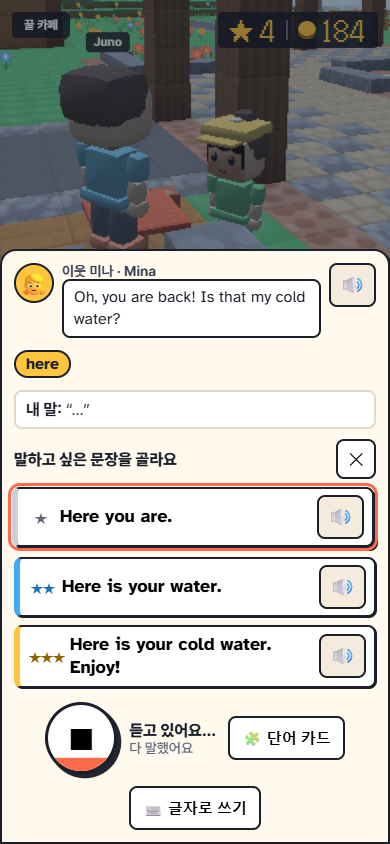 꿀 카페
Juno
★ 4 | 184
이웃 미나 · Mina
Oh, you are back! Is that my cold
water?
here
내 말: “…”
말하고 싶은 문장을 골라요
★ Here you are.
★★ Here is your water.
★★★ Here is your cold water.
Enjoy!
듣고 있어요…
다 말했어요
단어 카드
글자로 쓰기